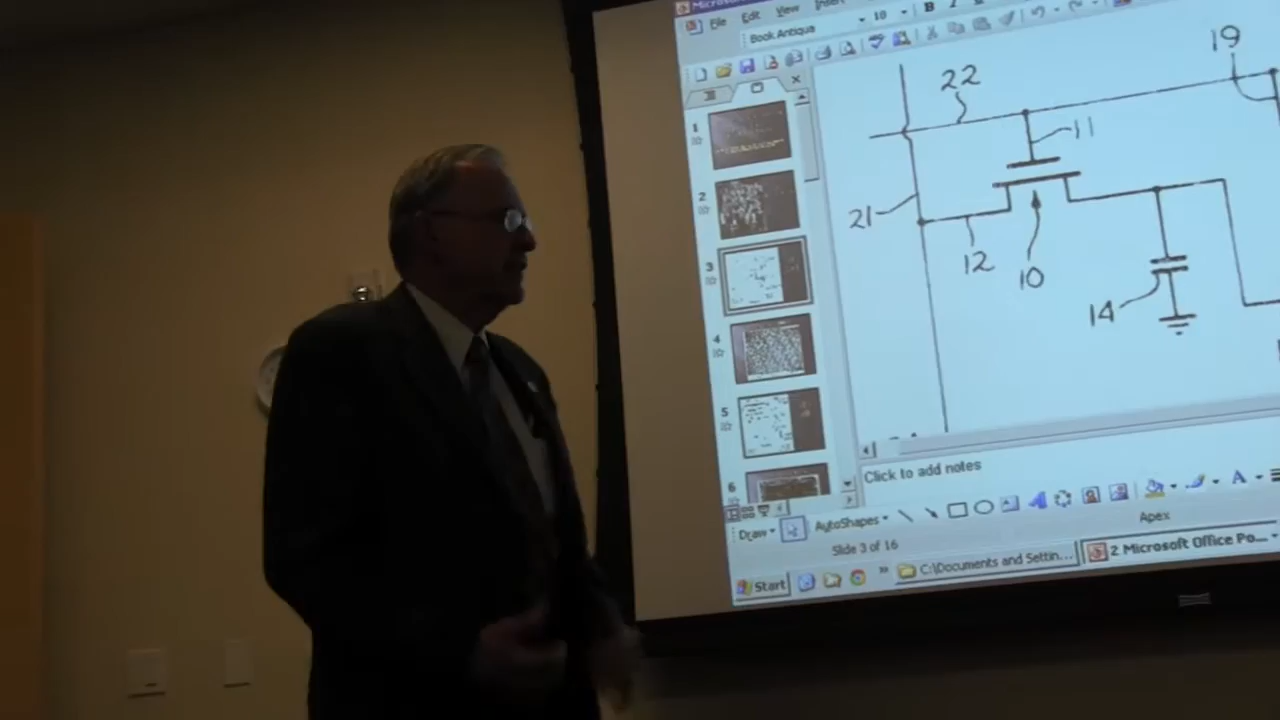 Microsof
File Edit View Insert
Book Antiqua 10 B
1
2
3
4
5
6
22
19
11
21
12
10
14
Click to add notes
Draw AutoShapes A
Slide 3 of 16 Apex
Start » C:\Documents and Settin... 2 Microsoft Office Po...